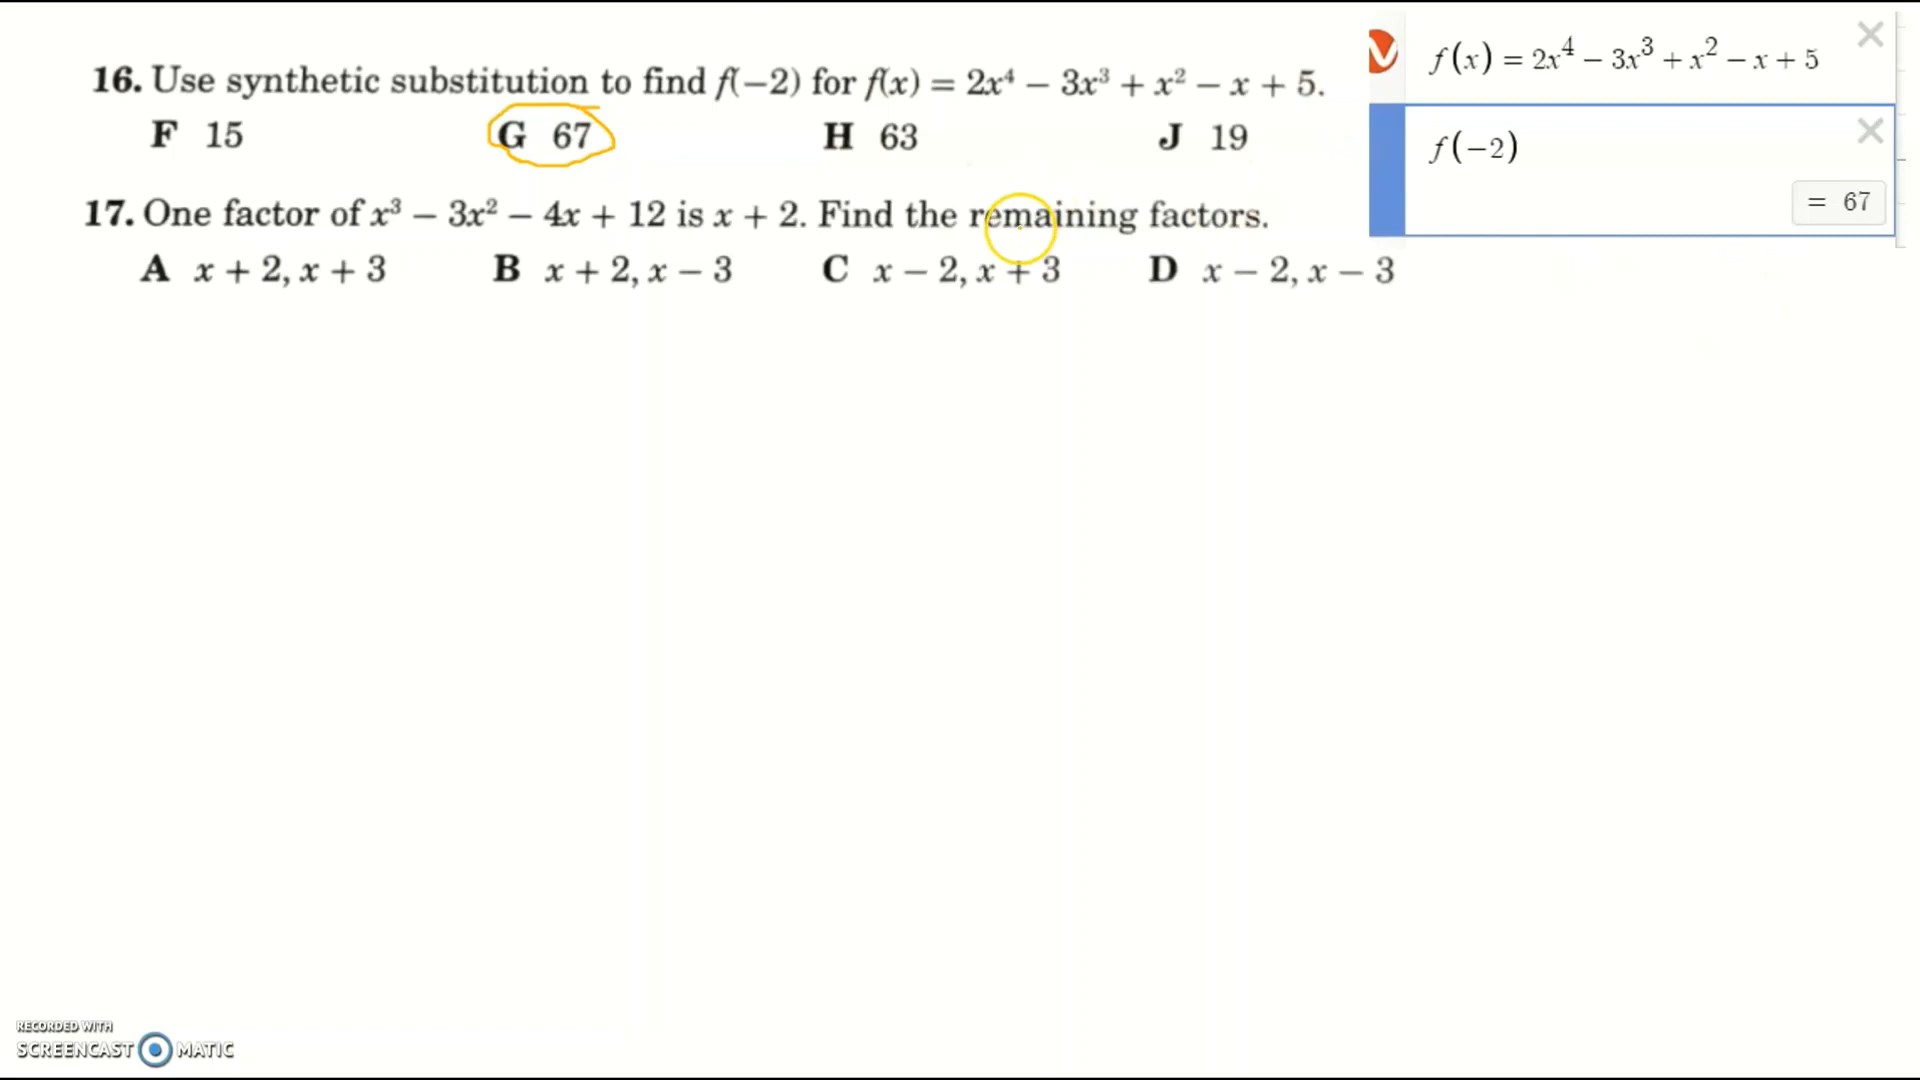 16. Use synthetic substitution to find f(−2) for f(x) = 2x⁴ − 3x³ + x² − x + 5.
F 15 G 67 H 63 J 19
17. One factor of x³ − 3x² − 4x + 12 is x + 2. Find the remaining factors.
A x + 2, x + 3 B x + 2, x − 3 C x − 2, x + 3 D x − 2, x − 3
f(x) = 2x⁴ − 3x³ + x² − x + 5
f(−2)
= 67
RECORDED WITH
SCREENCAST MATIC